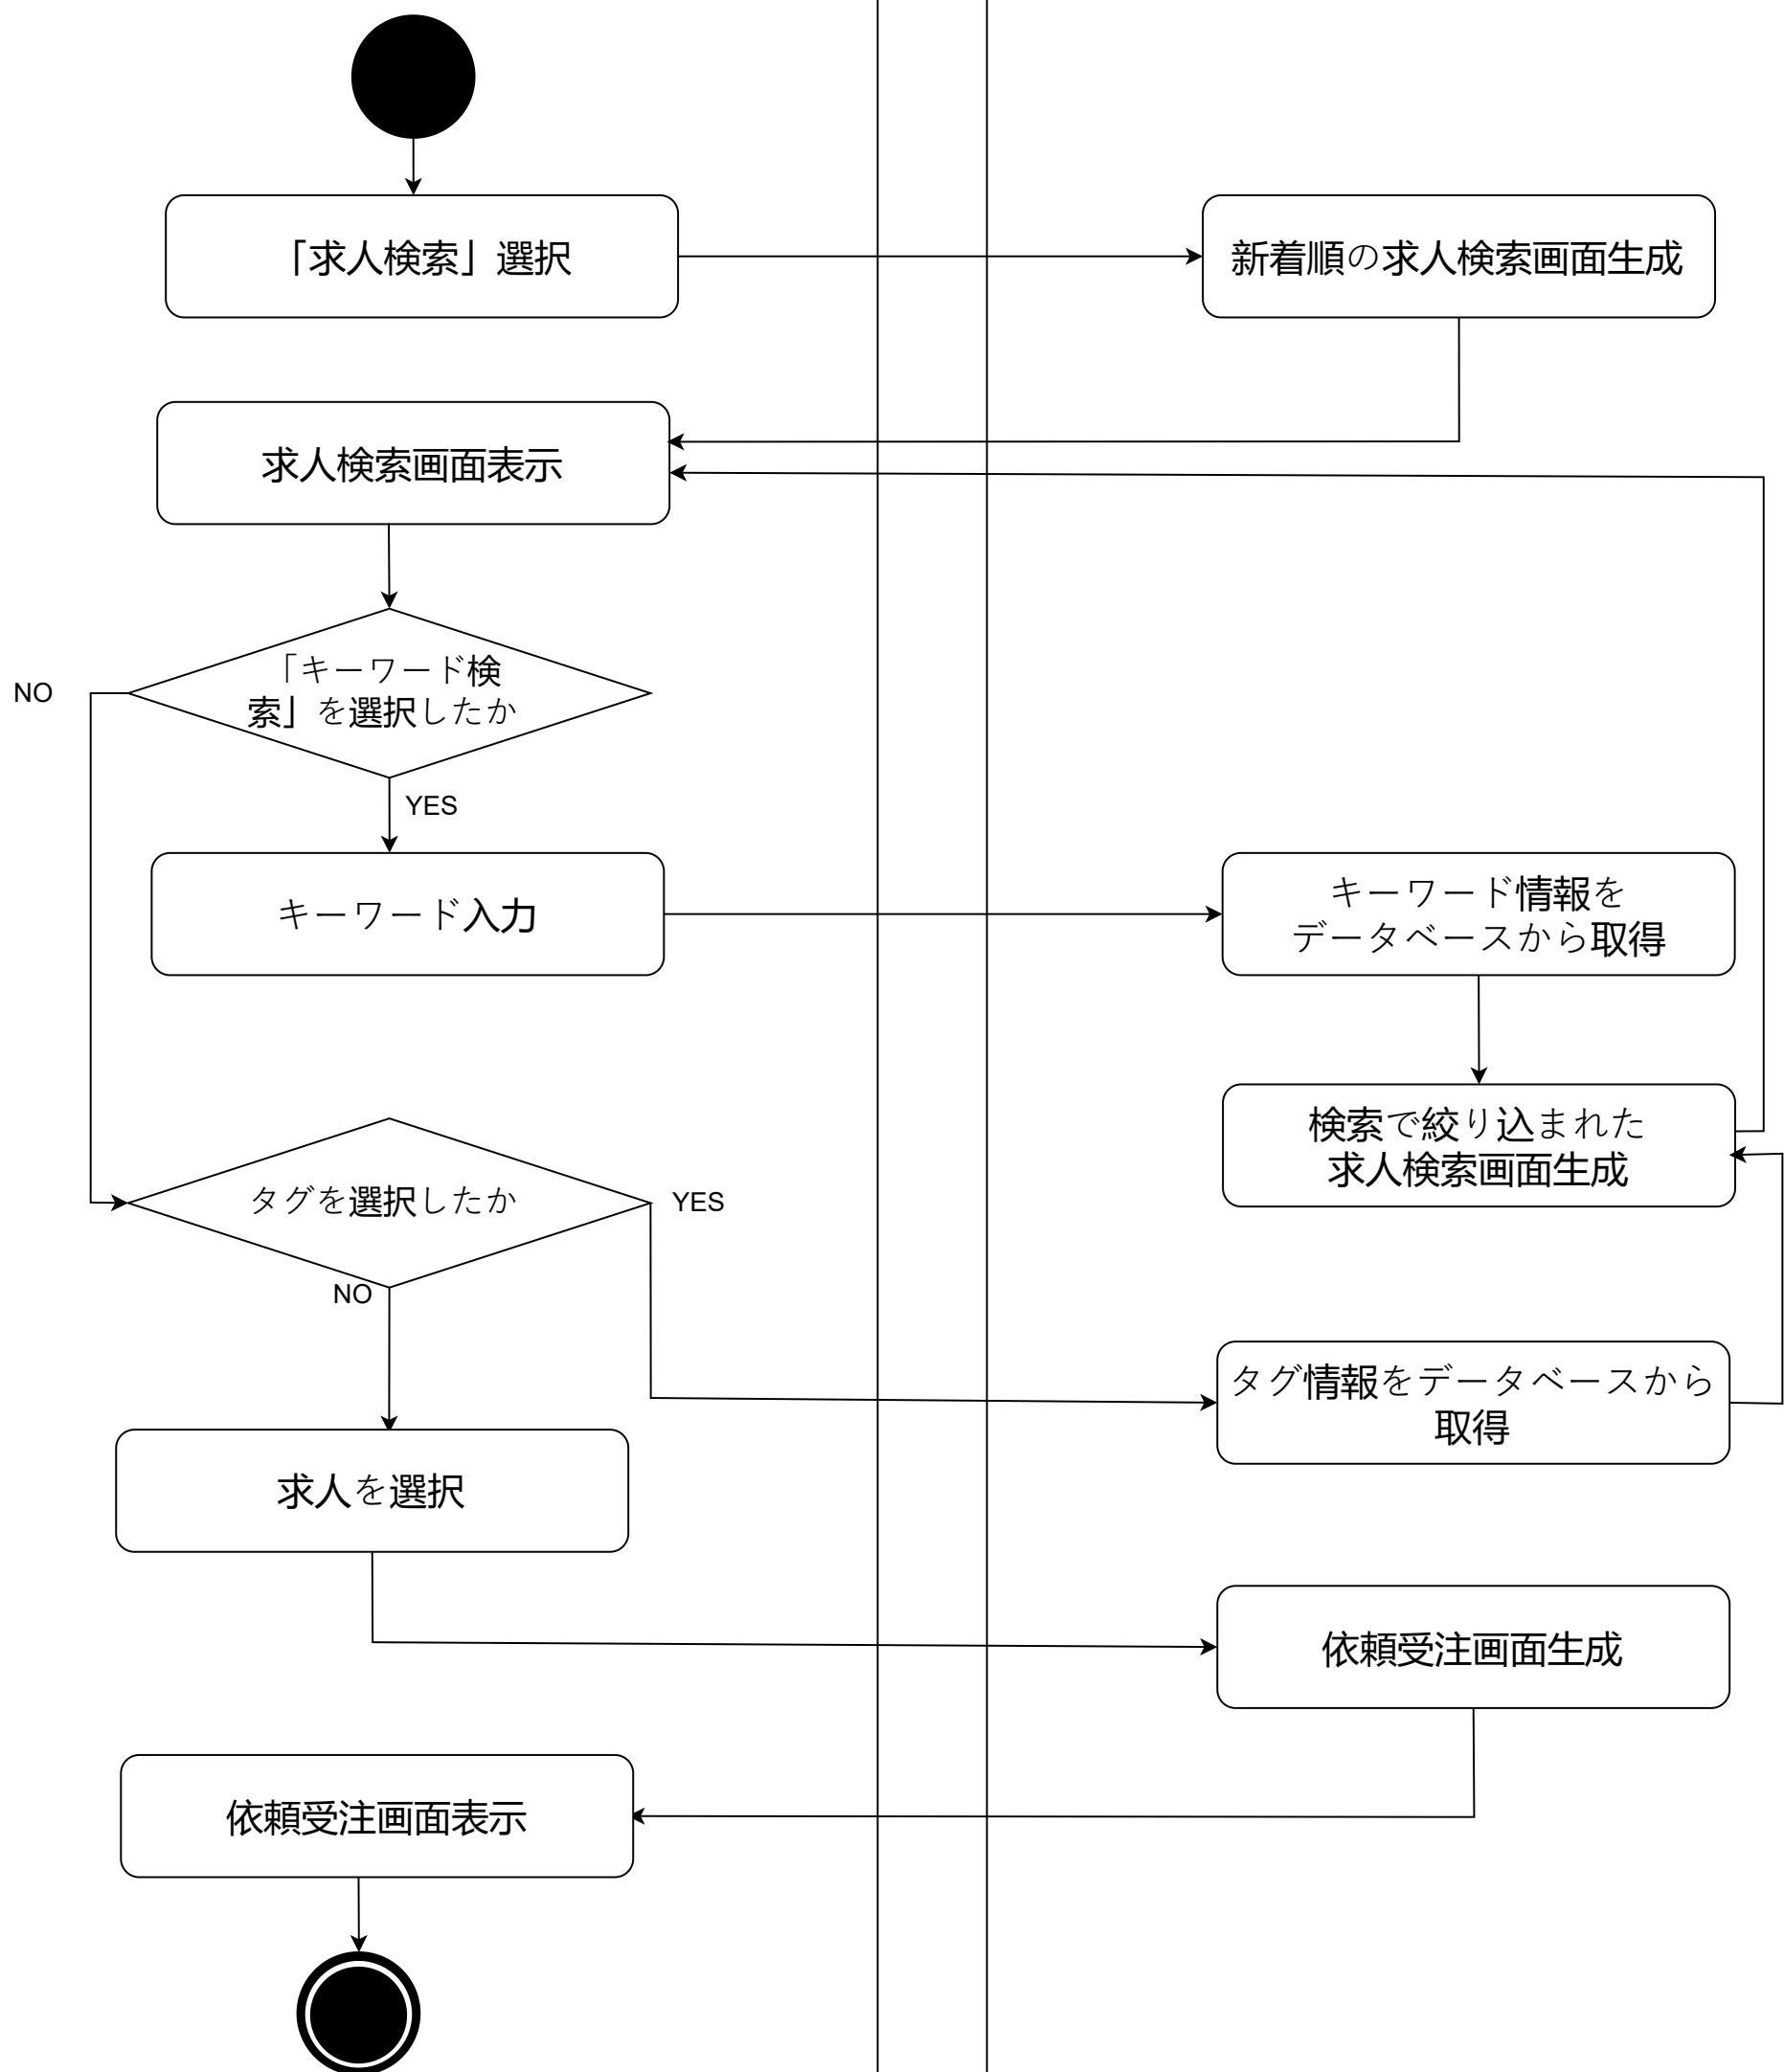 「求人検索」選択
新着順の求人検索画面生成
求人検索画面表示
「キーワード検
索」を選択したか
NO
YES
キーワード入力
キーワード情報を
データベースから取得
検索で絞り込まれた
求人検索画面生成
タグを選択したか
YES
NO
タグ情報をデータベースから
取得
求人を選択
依頼受注画面生成
依頼受注画面表示